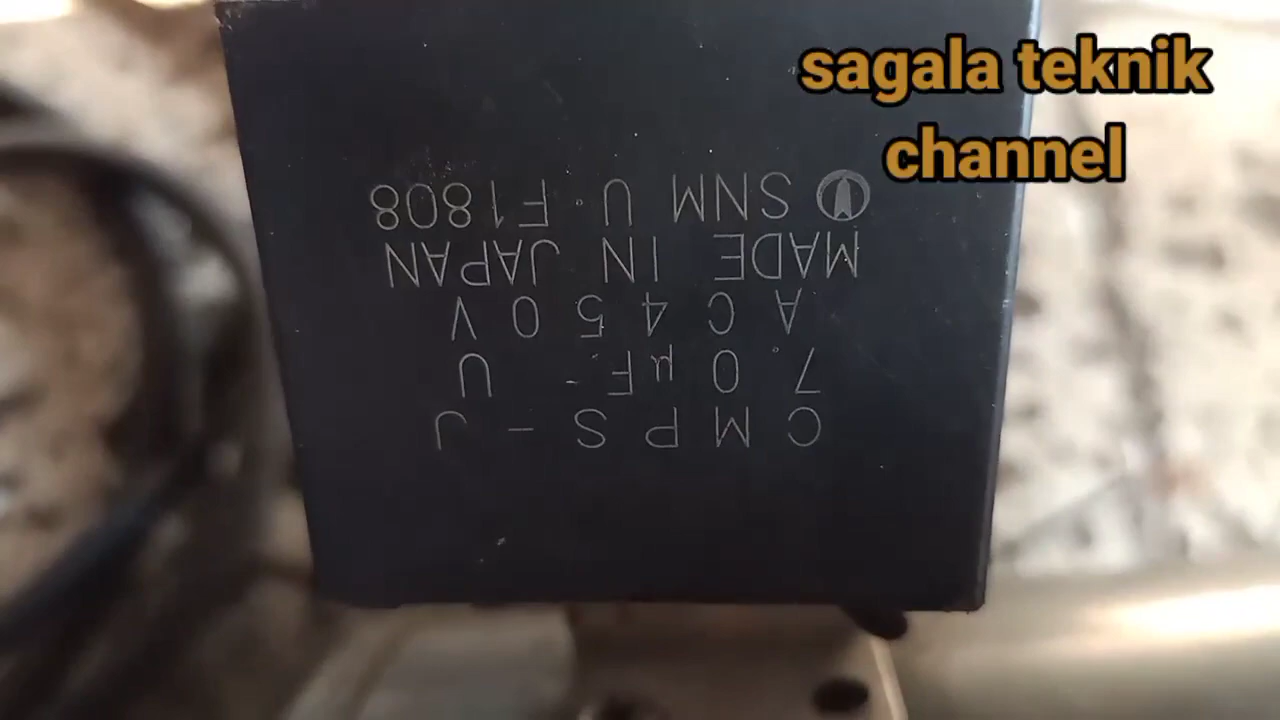 sagala teknik
channel
CMPS-J
7.0µF-U
AC450V
MADE IN JAPAN
SNM U F1808